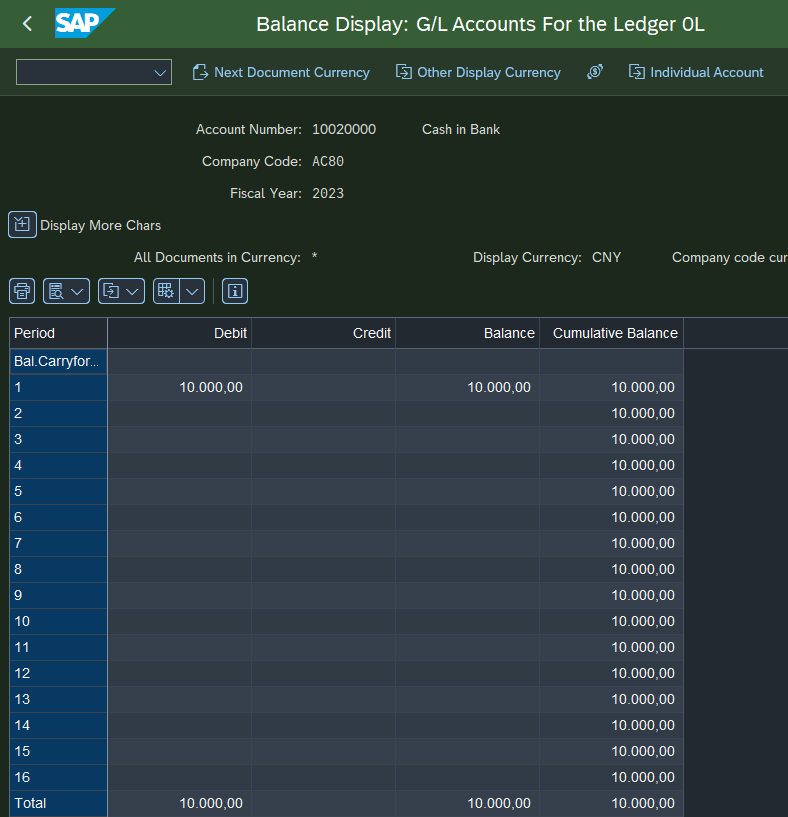 SAP
Balance Display: G/L Accounts For the Ledger 0L
Next Document Currency Other Display Currency Individual Account
Account Number: 10020000 Cash in Bank
Company Code: AC80
Fiscal Year: 2023
Display More Chars
All Documents in Currency: * Display Currency: CNY Company code cur
Period Debit Credit Balance Cumulative Balance
Bal.Carryfor...
1 10.000,00 10.000,00 10.000,00
2 10.000,00
3 10.000,00
4 10.000,00
5 10.000,00
6 10.000,00
7 10.000,00
8 10.000,00
9 10.000,00
10 10.000,00
11 10.000,00
12 10.000,00
13 10.000,00
14 10.000,00
15 10.000,00
16 10.000,00
Total 10.000,00 10.000,00 10.000,00